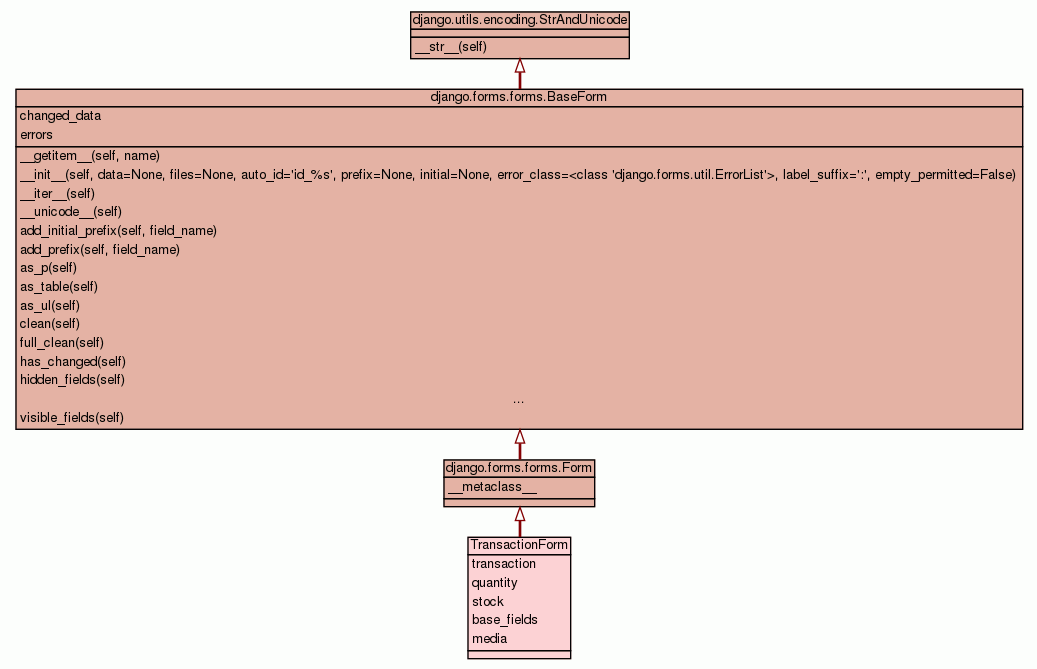 django.utils.encoding.StrAndUnicode
__str__(self)
django.forms.forms.BaseForm
changed_data
errors
__getitem__(self, name)
__init__(self, data=None, files=None, auto_id='id_%s', prefix=None, initial=None, error_class=<class 'django.forms.util.ErrorList'>, label_suffix=':', empty_permitted=False)
__iter__(self)
__unicode__(self)
add_initial_prefix(self, field_name)
add_prefix(self, field_name)
as_p(self)
as_table(self)
as_ul(self)
clean(self)
full_clean(self)
has_changed(self)
hidden_fields(self)
...
visible_fields(self)
django.forms.forms.Form
__metaclass__
TransactionForm
transaction
quantity
stock
base_fields
media